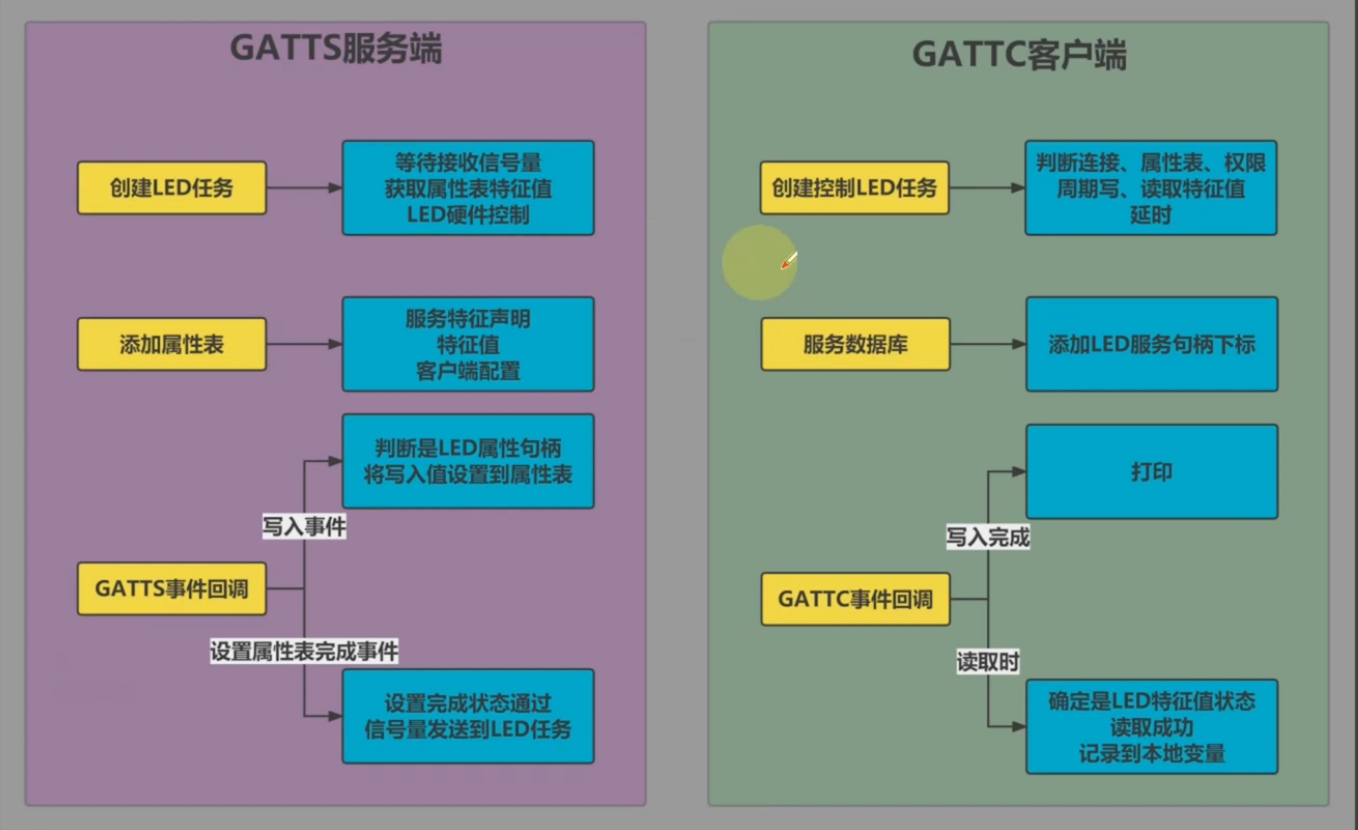 GATTS服务端
创建LED任务
等待接收信号量
获取属性表特征值
LED硬件控制
添加属性表
服务特征声明
特征值
客户端配置
GATTS事件回调
写入事件
判断是LED属性句柄
将写入值设置到属性表
设置属性表完成事件
设置完成状态通过
信号量发送到LED任务
GATTC客户端
创建控制LED任务
判断连接、属性表、权限
周期写、读取特征值
延时
服务数据库
添加LED服务句柄下标
GATTC事件回调
写入完成
打印
读取时
确定是LED特征值状态
读取成功
记录到本地变量